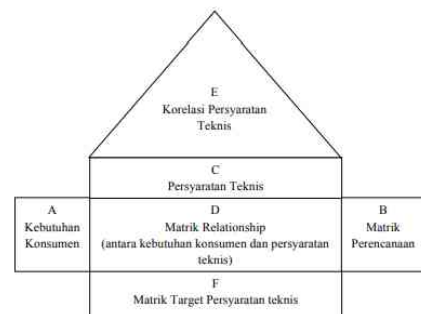 E
Korelasi Persyaratan
Teknis
C
Persyaratan Teknis
A
Kebutuhan
Konsumen
D
Matrik Relationship
(antara kebutuhan konsumen dan persyaratan
teknis)
B
Matrik
Perencanaan
F
Matrik Target Persyaratan teknis